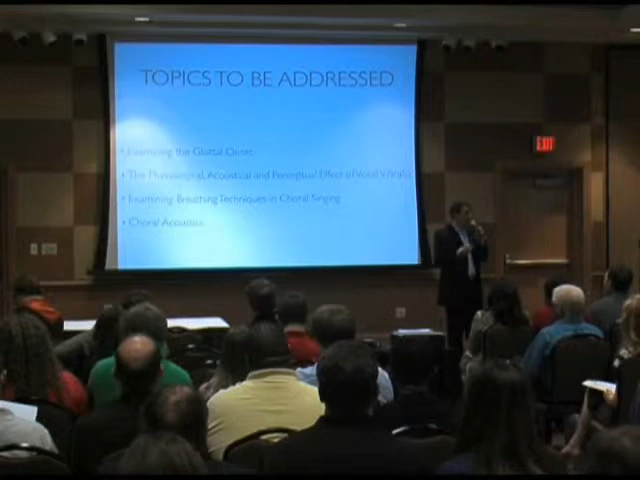 TOPICS TO BE ADDRESSED
• Examining the Glottal Onset
• The Physiological, Acoustical and Perceptual Effect of Vocal Vibrato
• Examining Breathing Techniques in Choral Singing
• Choral Acoustics
EXIT